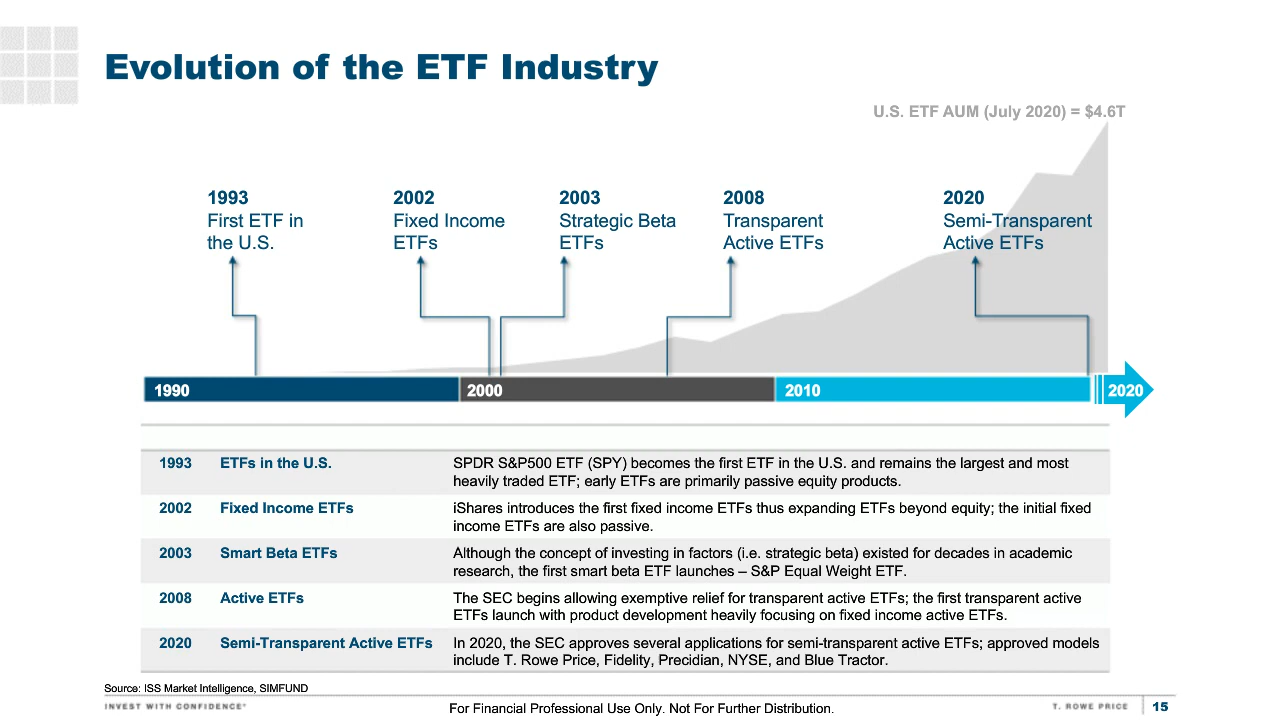 Evolution of the ETF Industry
U.S. ETF AUM (July 2020) = $4.6T
1993
First ETF in
the U.S.
2002
Fixed Income
ETFs
2003
Strategic Beta
ETFs
2008
Transparent
Active ETFs
2020
Semi-Transparent
Active ETFs
1990
2000
2010
2020
1993 ETFs in the U.S. SPDR S&P500 ETF (SPY) becomes the first ETF in the U.S. and remains the largest and most
heavily traded ETF; early ETFs are primarily passive equity products.
2002 Fixed Income ETFs iShares introduces the first fixed income ETFs thus expanding ETFs beyond equity; the initial fixed
income ETFs are also passive.
2003 Smart Beta ETFs Although the concept of investing in factors (i.e. strategic beta) existed for decades in academic
research, the first smart beta ETF launches – S&P Equal Weight ETF.
2008 Active ETFs The SEC begins allowing exemptive relief for transparent active ETFs; the first transparent active
ETFs launch with product development heavily focusing on fixed income active ETFs.
2020 Semi-Transparent Active ETFs In 2020, the SEC approves several applications for semi-transparent active ETFs; approved models
include T. Rowe Price, Fidelity, Precidian, NYSE, and Blue Tractor.
Source: ISS Market Intelligence, SIMFUND
INVEST WITH CONFIDENCE®
For Financial Professional Use Only. Not For Further Distribution.
T. ROWE PRICE 15